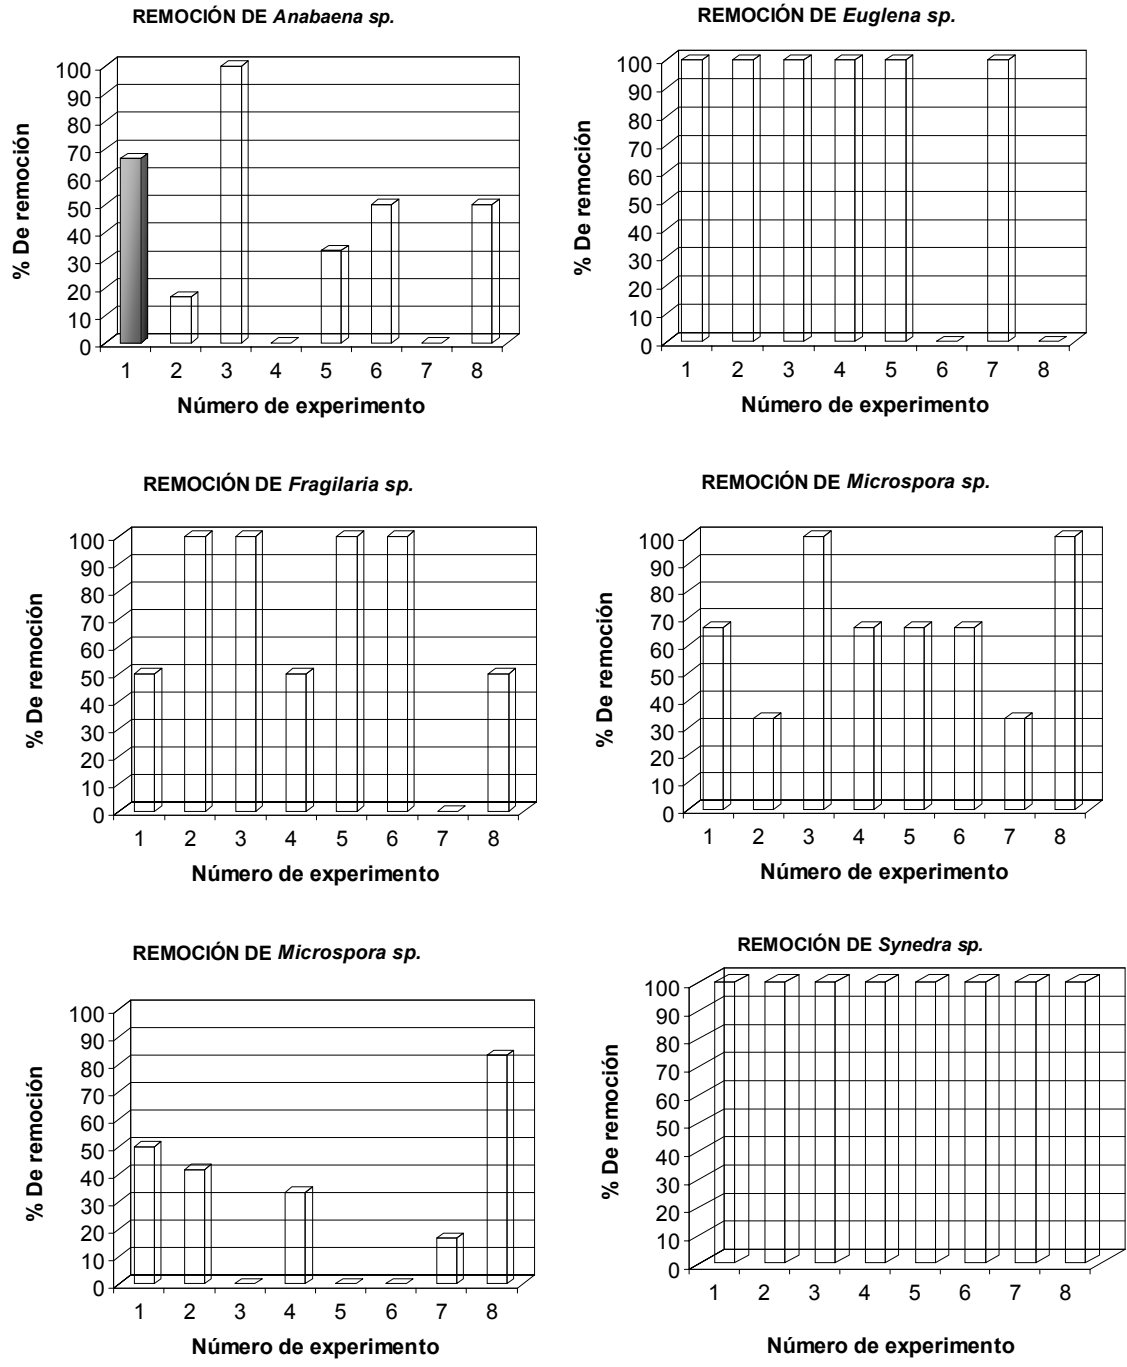 REMOCIÓN DE Anabaena sp.
% De remoción
100
90
80
70
60
50
40
30
20
10
0
1 2 3 4 5 6 7 8
Número de experimento
REMOCIÓN DE Euglena sp.
% De remoción
100
90
80
70
60
50
40
30
20
10
0
1 2 3 4 5 6 7 8
Número de experimento
REMOCIÓN DE Fragilaria sp.
% De remoción
100
90
80
70
60
50
40
30
20
10
0
1 2 3 4 5 6 7 8
Número de experimento
REMOCIÓN DE Microspora sp.
% De remoción
100
90
80
70
60
50
40
30
20
10
0
1 2 3 4 5 6 7 8
Número de experimento
REMOCIÓN DE Microspora sp.
% De remoción
100
90
80
70
60
50
40
30
20
10
0
1 2 3 4 5 6 7 8
Número de experimento
REMOCIÓN DE Synedra sp.
% De remoción
100
90
80
70
60
50
40
30
20
10
0
1 2 3 4 5 6 7 8
Número de experimento